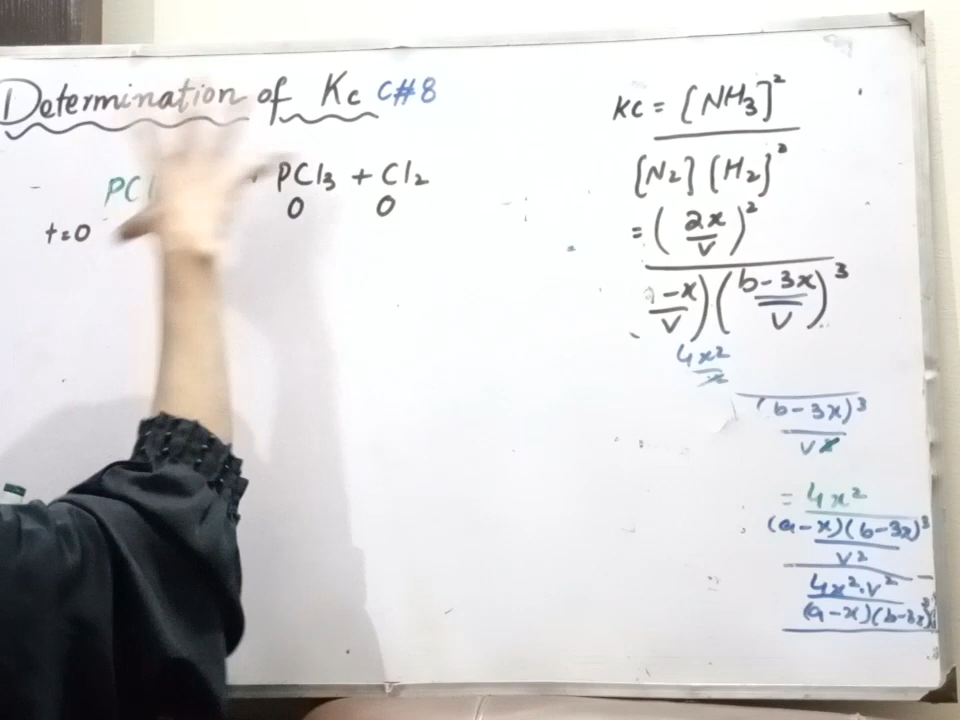 Determination of Kc C#8
PCl PCl3 + Cl2
t=0 0 0
KC = [NH3]²
[N2] [H2]³
= (2x/V)²
-x/V) (b-3x/V)³
4x²
(b-3x)³
V
= 4x²
(a-x)(b-3x)³
V²
4x².V²
(a-x)(b-3x)³